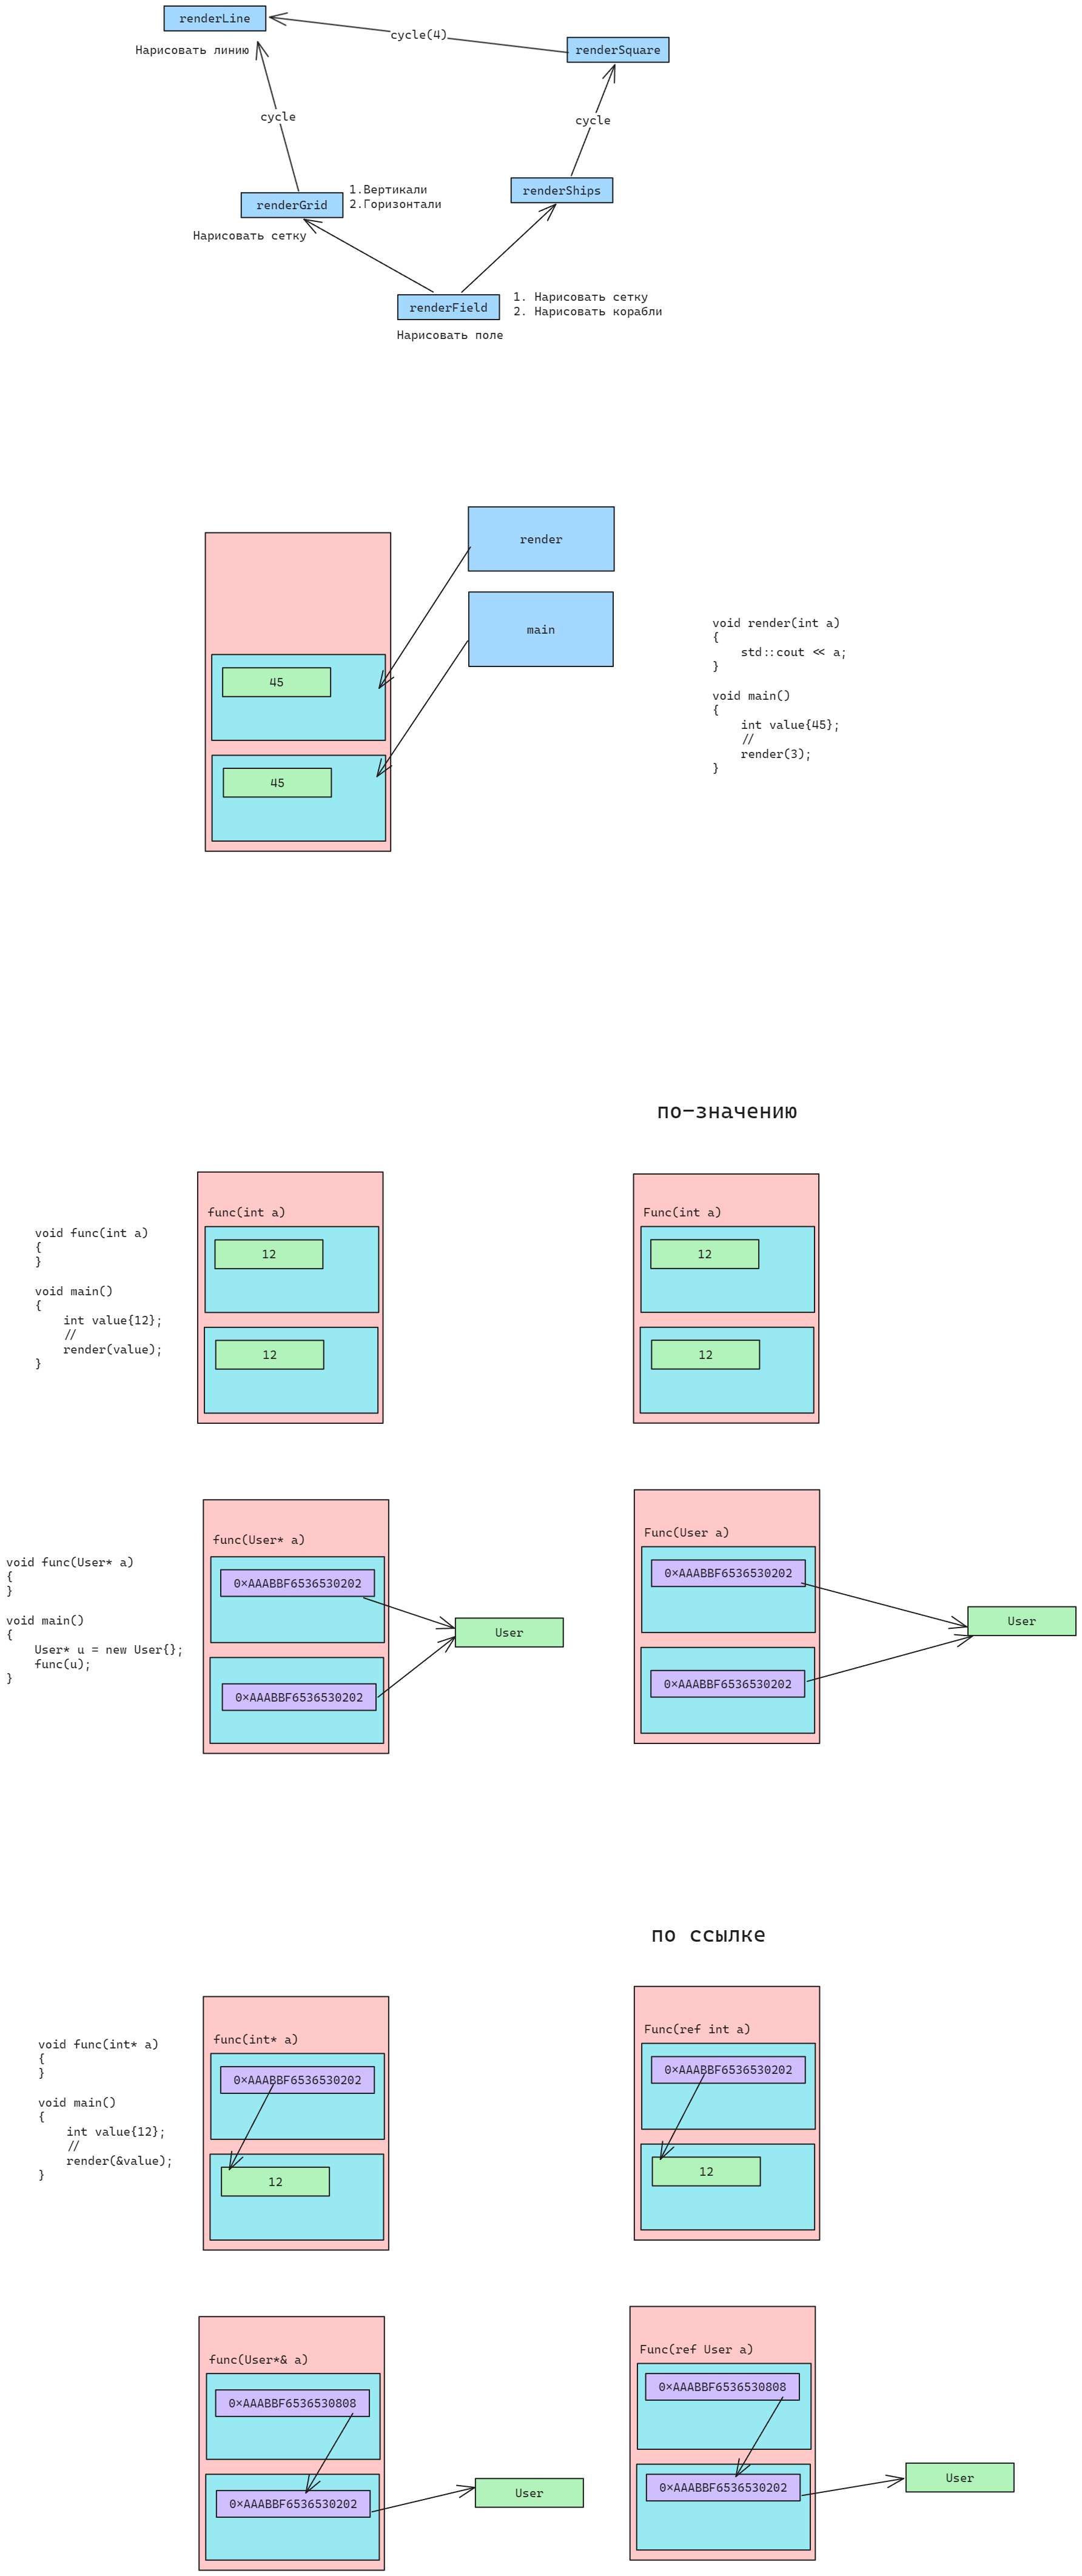 renderLine
cycle(4)
renderSquare
Нарисовать линию
cycle
cycle
renderShips
1.Вертикали
2.Горизонтали
renderGrid
Нарисовать сетку
1. Нарисовать сетку
2. Нарисовать корабли
renderField
Нарисовать поле
render
main
45
45
void render(int a)
{
    std::cout << a;
}
void main()
{
    int value{45};
    //
    render(3);
}
по-значению
void func(int a)
{
}
void main()
{
    int value{12};
    //
    render(value);
}
func(int a)
12
12
Func(int a)
12
12
void func(User* a)
{
}
void main()
{
    User* u = new User{};
    func(u);
}
func(User* a)
0×AAABBF6536530202
User
0×AAABBF6536530202
Func(User a)
0×AAABBF6536530202
User
0×AAABBF6536530202
по ссылке
void func(int* a)
{
}
void main()
{
    int value{12};
    //
    render(&value);
}
func(int* a)
0×AAABBF6536530202
12
Func(ref int a)
0×AAABBF6536530202
12
func(User*& a)
0×AAABBF6536530808
0×AAABBF6536530202
User
Func(ref User a)
0×AAABBF6536530808
0×AAABBF6536530202
User